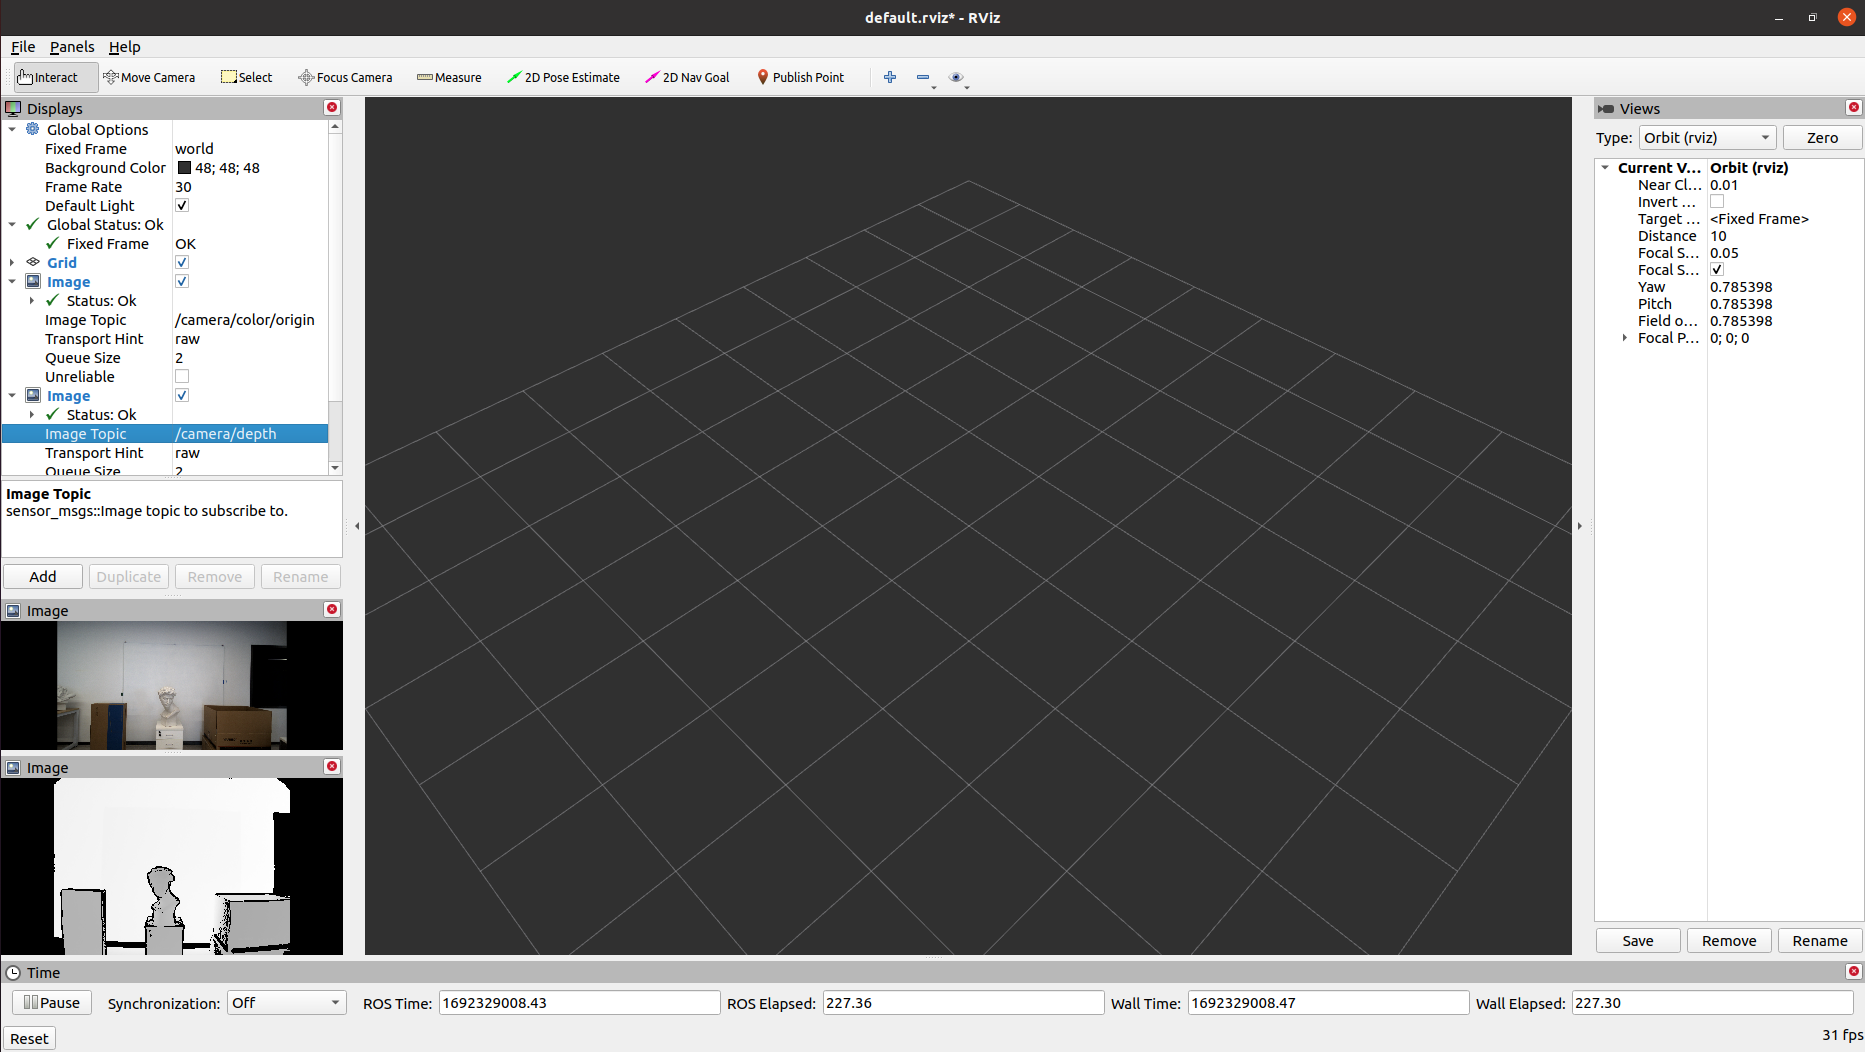 default.rviz* - RViz
File Panels Help
Interact Move Camera Select Focus Camera Measure 2D Pose Estimate 2D Nav Goal Publish Point
Displays
Global Options
Fixed Frame world
Background Color 48; 48; 48
Frame Rate 30
Default Light
Global Status: Ok
Fixed Frame OK
Grid
Image
Status: Ok
Image Topic /camera/color/origin
Transport Hint raw
Queue Size 2
Unreliable
Image
Status: Ok
Image Topic /camera/depth
Transport Hint raw
Queue Size 2
Image Topic
sensor_msgs::Image topic to subscribe to.
Add Duplicate Remove Rename
Image
Image
Views
Type: Orbit (rviz) Zero
Current V... Orbit (rviz)
Near Cl... 0.01
Invert ...
Target ... <Fixed Frame>
Distance 10
Focal S... 0.05
Focal S...
Yaw 0.785398
Pitch 0.785398
Field o... 0.785398
Focal P... 0; 0; 0
Save Remove Rename
Time
Pause Synchronization: Off ROS Time: 1692329008.43 ROS Elapsed: 227.36 Wall Time: 1692329008.47 Wall Elapsed: 227.30
Reset 31 fps